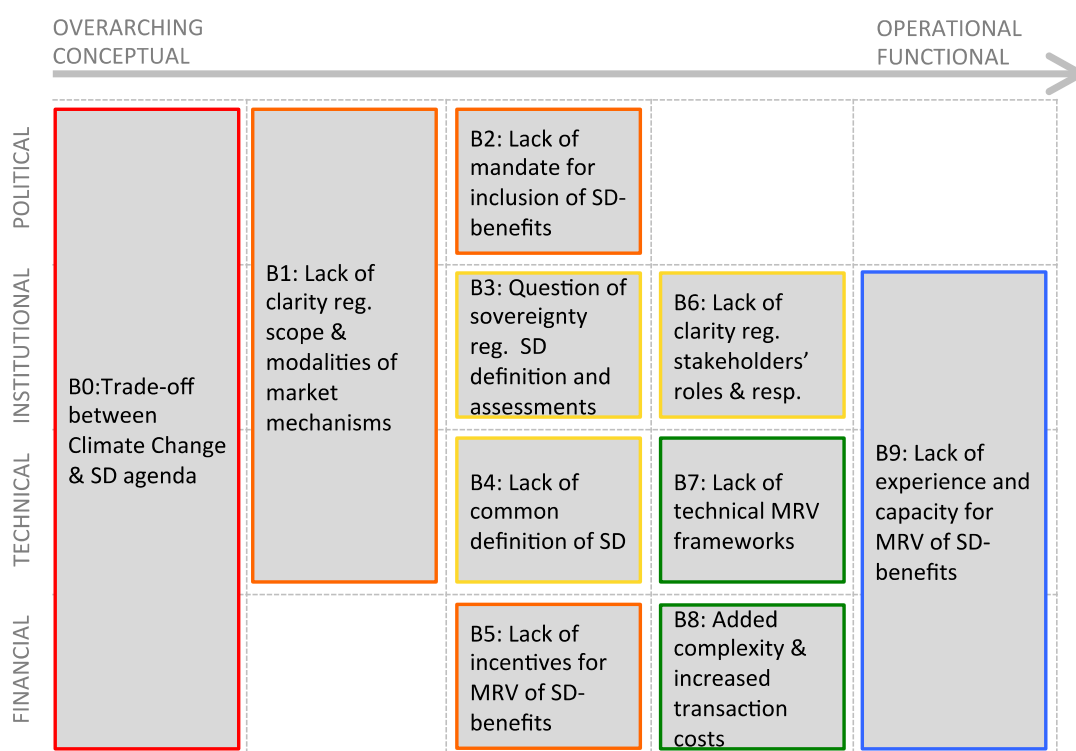 OVERARCHING
CONCEPTUAL
OPERATIONAL
FUNCTIONAL
POLITICAL
INSTITUTIONAL
TECHNICAL
FINANCIAL
B0:Trade-off
between
Climate Change
& SD agenda
B1: Lack of
clarity reg.
scope &
modalities of
market
mechanisms
B2: Lack of
mandate for
inclusion of SD-
benefits
B3: Question of
sovereignty
reg.  SD
definition and
assessments
B4: Lack of
common
definition of SD
B5: Lack of
incentives for
MRV of SD-
benefits
B6: Lack of
clarity reg.
stakeholders’
roles & resp.
B7: Lack of
technical MRV
frameworks
B8: Added
complexity &
increased
transaction
costs
B9: Lack of
experience and
capacity for
MRV of SD-
benefits